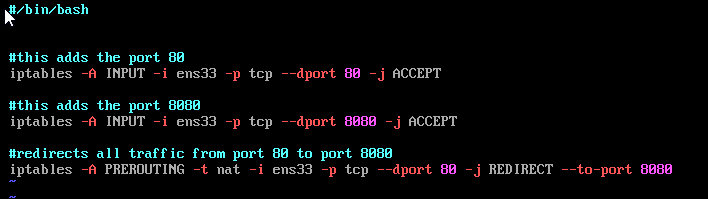 #/bin/bash
#this adds the port 80
iptables -A INPUT -i ens33 -p tcp --dport 80 -j ACCEPT
#this adds the port 8080
iptables -A INPUT -i ens33 -p tcp --dport 8080 -j ACCEPT
#redirects all traffic from port 80 to port 8080
iptables -A PREROUTING -t nat -i ens33 -p tcp --dport 80 -j REDIRECT --to-port 8080
~
~